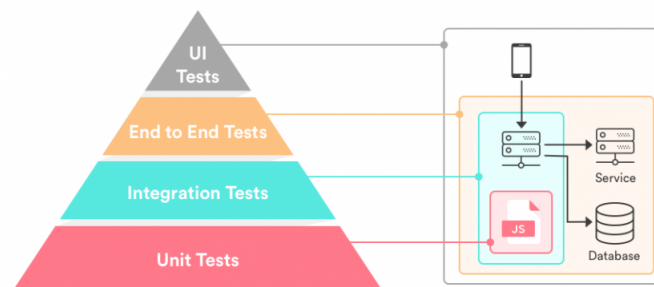 UI
Tests
End to End Tests
Integration Tests
Unit Tests
JS
Service
Database